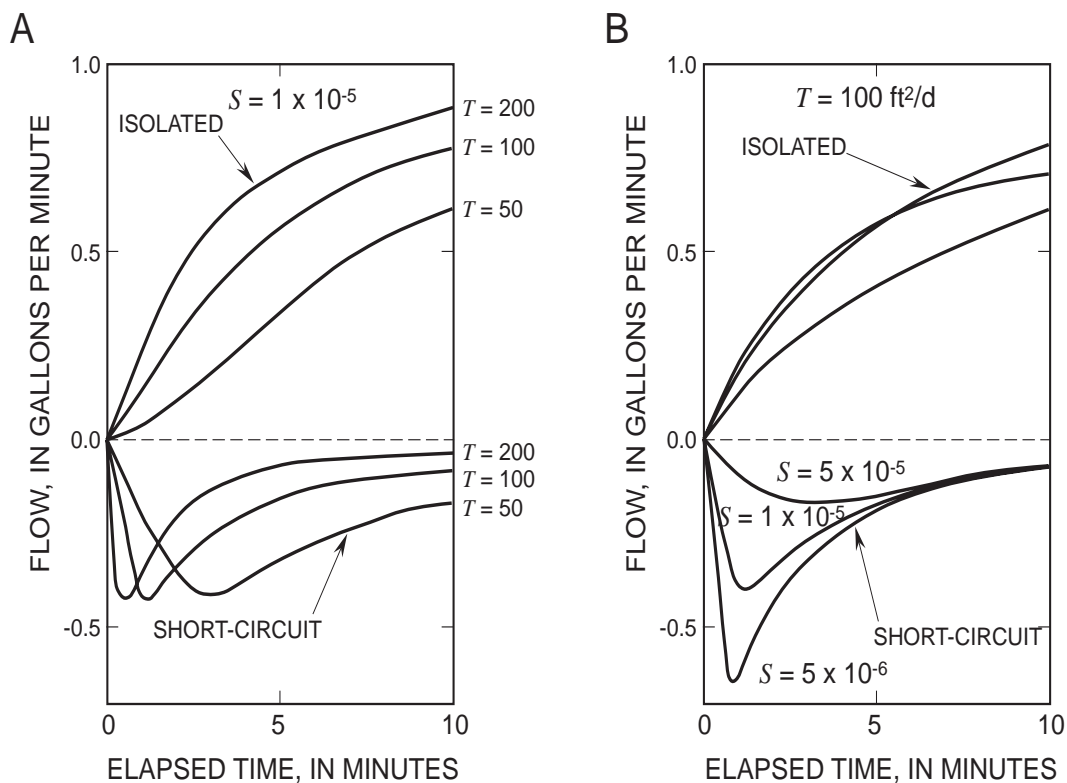 A
FLOW, IN GALLONS PER MINUTE
1.0
0.5
0.0
-0.5
S = 1 x 10⁻⁵
ISOLATED
T = 200
T = 100
T = 50
T = 200
T = 100
T = 50
SHORT-CIRCUIT
0 5 10
ELAPSED TIME, IN MINUTES
B
FLOW, IN GALLONS PER MINUTE
1.0
0.5
0.0
-0.5
T = 100 ft²/d
ISOLATED
S = 5 x 10⁻⁵
S = 1 x 10⁻⁵
SHORT-CIRCUIT
S = 5 x 10⁻⁶
0 5 10
ELAPSED TIME, IN MINUTES